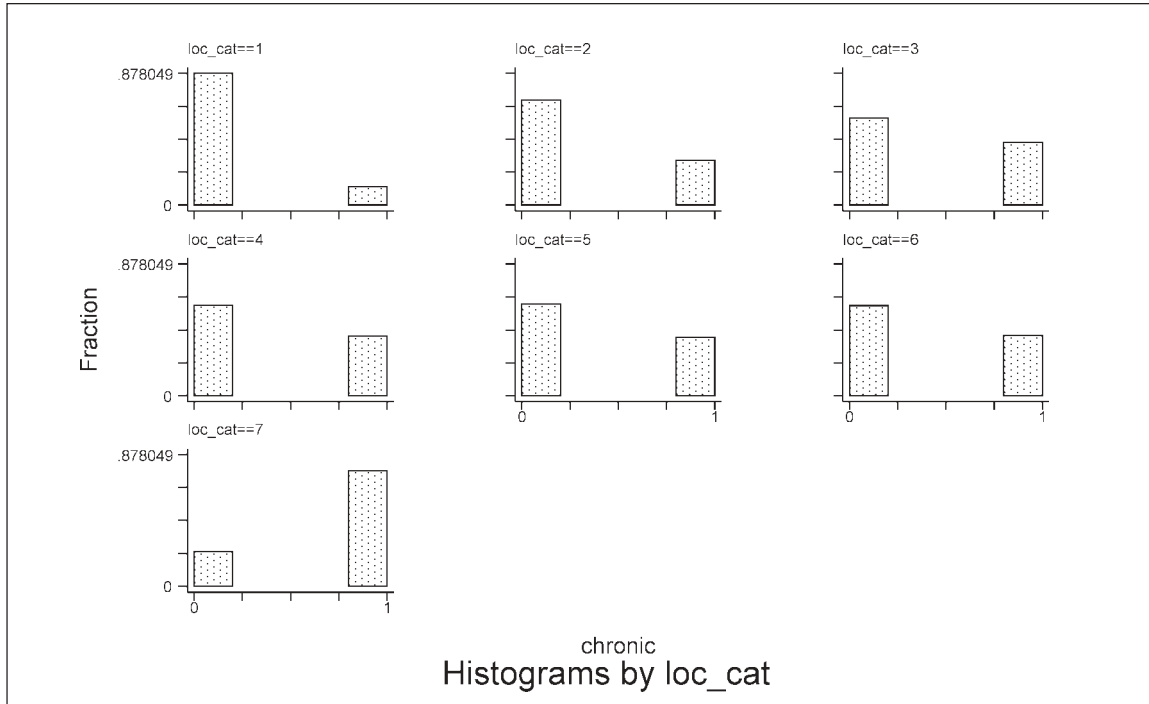 loc_cat==1
loc_cat==2
loc_cat==3
.878049
0
loc_cat==4
loc_cat==5
loc_cat==6
.878049
0
0
1
0
1
loc_cat==7
.878049
0
0
1
Fraction
chronic
Histograms by loc_cat